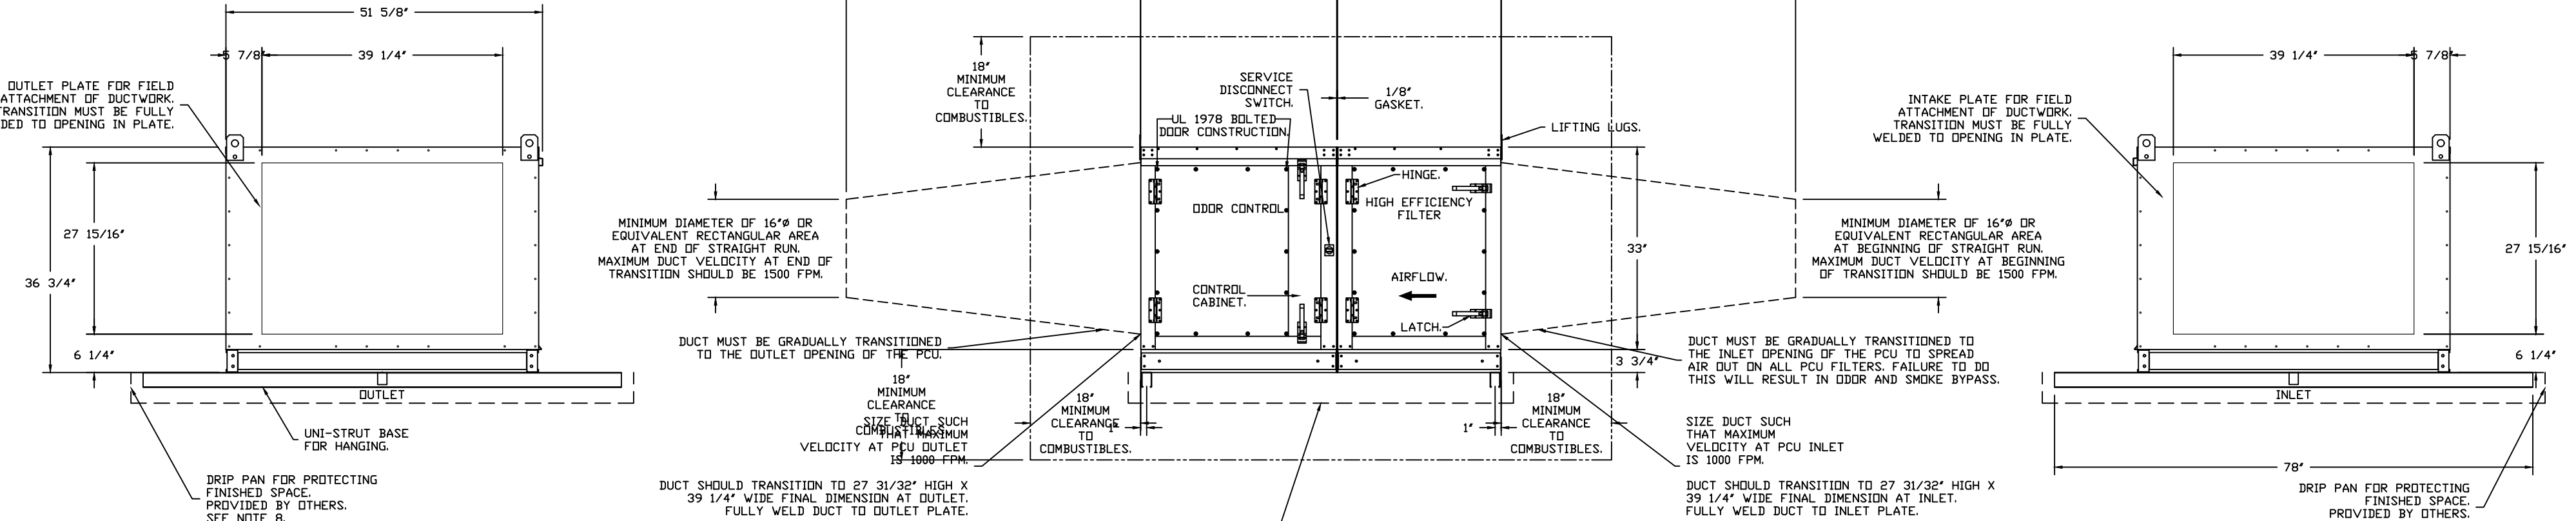 51 5/8"
5 7/8"
39 1/4"
OUTLET PLATE FOR FIELD
ATTACHMENT OF DUCTWORK.
TRANSITION MUST BE FULLY
DED TO OPENING IN PLATE.
27 15/16"
36 3/4"
6 1/4"
OUTLET
UNI-STRUT BASE
FOR HANGING.
DRIP PAN FOR PROTECTING
FINISHED SPACE.
PROVIDED BY OTHERS.
SEE NOTE 8.
MINIMUM DIAMETER OF 16"Ø OR
EQUIVALENT RECTANGULAR AREA
AT END OF STRAIGHT RUN.
MAXIMUM DUCT VELOCITY AT END OF
TRANSITION SHOULD BE 1500 FPM.
DUCT MUST BE GRADUALLY TRANSITIONED
TO THE OUTLET OPENING OF THE PCU.
18"
MINIMUM
CLEARANCE
TO
COMBUSTIBLES.
SIZE DUCT SUCH
THAT MAXIMUM
VELOCITY AT PCU OUTLET
IS 1000 FPM.
DUCT SHOULD TRANSITION TO 27 31/32" HIGH X
39 1/4" WIDE FINAL DIMENSION AT OUTLET.
FULLY WELD DUCT TO OUTLET PLATE.
18"
MINIMUM
CLEARANCE
TO
COMBUSTIBLES.
SERVICE
DISCONNECT
SWITCH.
1/8"
GASKET.
UL 1978 BOLTED
DOOR CONSTRUCTION.
LIFTING LUGS.
HINGE.
ODOR CONTROL
HIGH EFFICIENCY
FILTER
33"
AIRFLOW.
CONTROL
CABINET.
LATCH.
3 3/4"
18"
MINIMUM
CLEARANCE
TO
COMBUSTIBLES.
1"
1"
18"
MINIMUM
CLEARANCE
TO
COMBUSTIBLES.
MINIMUM DIAMETER OF 16"Ø OR
EQUIVALENT RECTANGULAR AREA
AT BEGINNING OF STRAIGHT RUN.
MAXIMUM DUCT VELOCITY AT BEGINNING
OF TRANSITION SHOULD BE 1500 FPM.
DUCT MUST BE GRADUALLY TRANSITIONED TO
THE INLET OPENING OF THE PCU TO SPREAD
AIR OUT ON ALL PCU FILTERS. FAILURE TO DO
THIS WILL RESULT IN ODOR AND SMOKE BYPASS.
SIZE DUCT SUCH
THAT MAXIMUM
VELOCITY AT PCU INLET
IS 1000 FPM.
DUCT SHOULD TRANSITION TO 27 31/32" HIGH X
39 1/4" WIDE FINAL DIMENSION AT INLET.
FULLY WELD DUCT TO INLET PLATE.
INTAKE PLATE FOR FIELD
ATTACHMENT OF DUCTWORK.
TRANSITION MUST BE FULLY
WELDED TO OPENING IN PLATE.
39 1/4"
5 7/8"
27 15/16"
6 1/4"
INLET
78"
DRIP PAN FOR PROTECTING
FINISHED SPACE.
PROVIDED BY OTHERS.